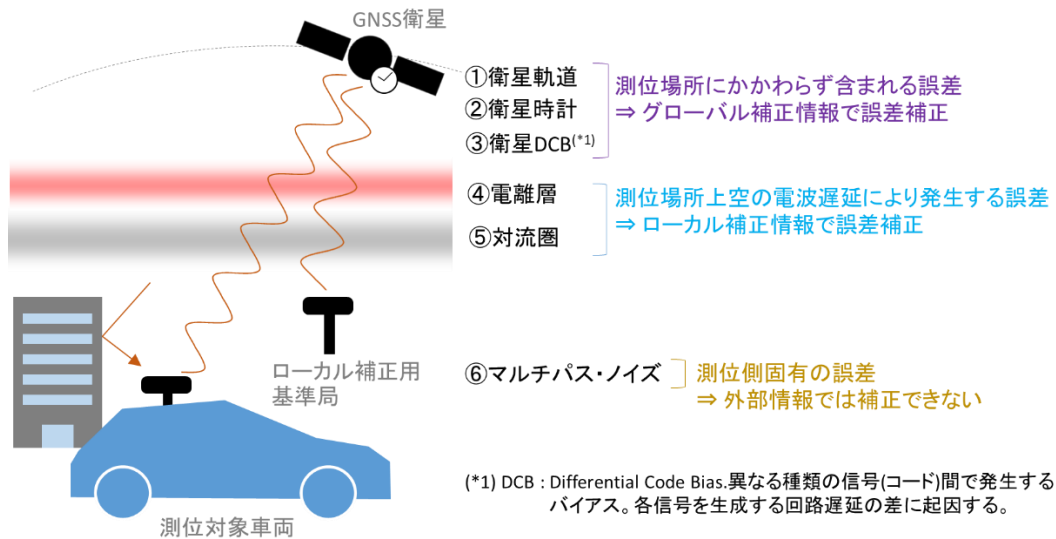 GNSS衛星
①衛星軌道
②衛星時計
③衛星DCB(*1)
測位場所にかかわらず含まれる誤差
⇒ グローバル補正情報で誤差補正
④電離層
⑤対流圏
測位場所上空の電波遅延により発生する誤差
⇒ ローカル補正情報で誤差補正
ローカル補正用
基準局
⑥マルチパス・ノイズ
測位側固有の誤差
⇒ 外部情報では補正できない
測位対象車両
(*1) DCB : Differential Code Bias.異なる種類の信号(コード)間で発生する
バイアス。各信号を生成する回路遅延の差に起因する。